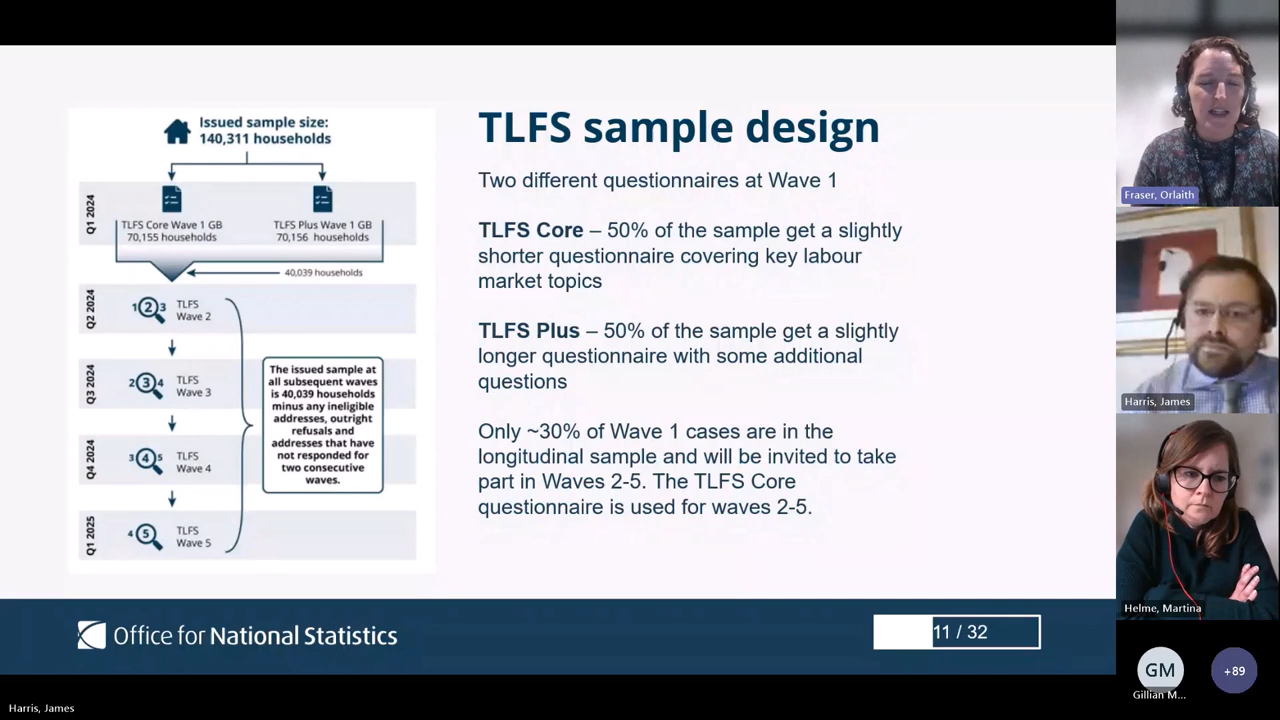 Issued sample size:
140,311 households
Q1 2024
TLFS Core Wave 1 GB
70,155 households
TLFS Plus Wave 1 GB
70,156 households
40,039 households
Q2 2024
1 2 3
TLFS
Wave 2
Q3 2024
2 3 4
TLFS
Wave 3
Q4 2024
3 4 5
TLFS
Wave 4
Q1 2025
4 5
TLFS
Wave 5
The issued sample at
all subsequent waves
is 40,039 households
minus any ineligible
addresses, outright
refusals and
addresses that have
not responded for
two consecutive
waves.
TLFS sample design
Two different questionnaires at Wave 1
TLFS Core – 50% of the sample get a slightly
shorter questionnaire covering key labour
market topics
TLFS Plus – 50% of the sample get a slightly
longer questionnaire with some additional
questions
Only ~30% of Wave 1 cases are in the
longitudinal sample and will be invited to take
part in Waves 2-5. The TLFS Core
questionnaire is used for waves 2-5.
Office for National Statistics
11 / 32
Fraser, Orlaith
Harris, James
Helme, Martina
GM
Gillian M...
+89
Harris, James